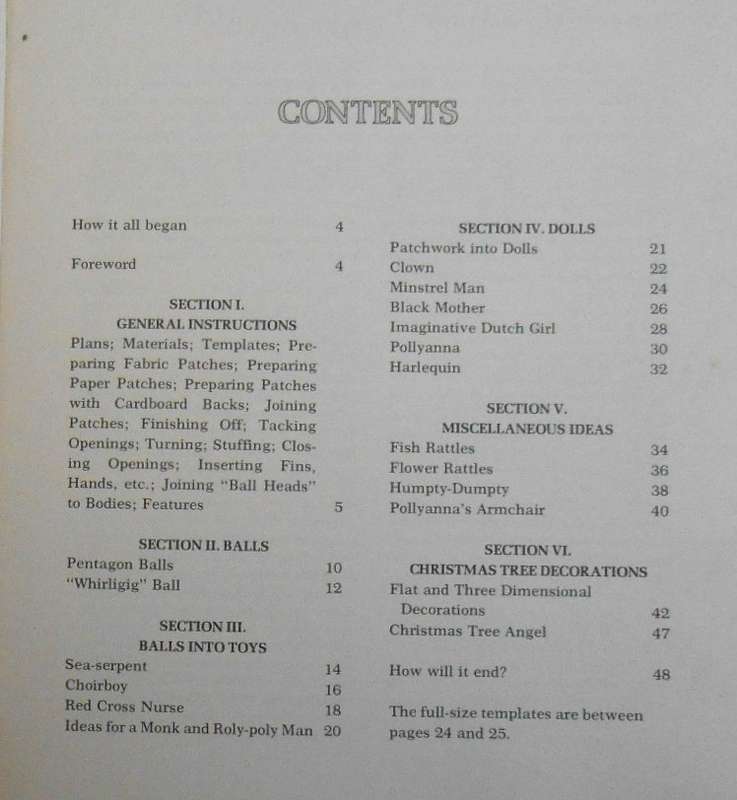 CONTENTS
How it all began 4
Foreword 4
SECTION I.
GENERAL INSTRUCTIONS
Plans; Materials; Templates; Pre-
paring Fabric Patches; Preparing
Paper Patches; Preparing Patches
with Cardboard Backs; Joining
Patches; Finishing Off; Tacking
Openings; Turning; Stuffing; Clos-
ing Openings; Inserting Fins,
Hands, etc.; Joining "Ball Heads"
to Bodies; Features 5
SECTION II. BALLS
Pentagon Balls 10
"Whirligig" Ball 12
SECTION III.
BALLS INTO TOYS
Sea-serpent 14
Choirboy 16
Red Cross Nurse 18
Ideas for a Monk and Roly-poly Man 20
SECTION IV. DOLLS
Patchwork into Dolls 21
Clown 22
Minstrel Man 24
Black Mother 26
Imaginative Dutch Girl 28
Pollyanna 30
Harlequin 32
SECTION V.
MISCELLANEOUS IDEAS
Fish Rattles 34
Flower Rattles 36
Humpty-Dumpty 38
Pollyanna's Armchair 40
SECTION VI.
CHRISTMAS TREE DECORATIONS
Flat and Three Dimensional
Decorations 42
Christmas Tree Angel 47
How will it end? 48
The full-size templates are between
pages 24 and 25.